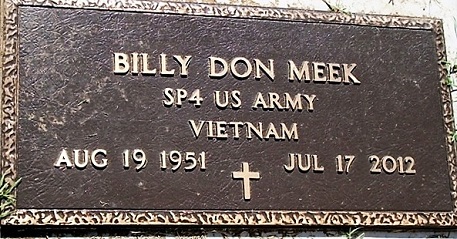 BILLY DON MEEK
SP4 US ARMY
VIETNAM
AUG 19 1951 JUL 17 2012